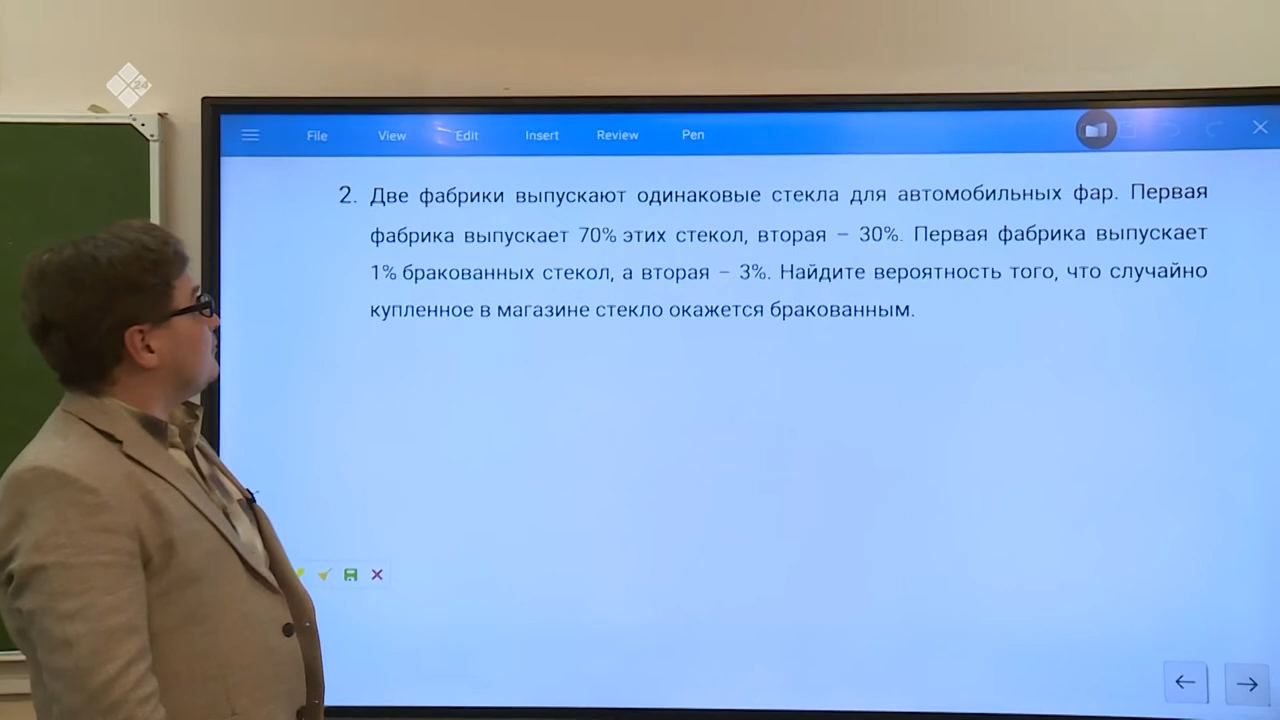 24
File View Edit Insert Review Pen
2. Две фабрики выпускают одинаковые стекла для автомобильных фар. Первая
фабрика выпускает 70% этих стекол, вторая – 30%. Первая фабрика выпускает
1% бракованных стекол, а вторая – 3%. Найдите вероятность того, что случайно
купленное в магазине стекло окажется бракованным.